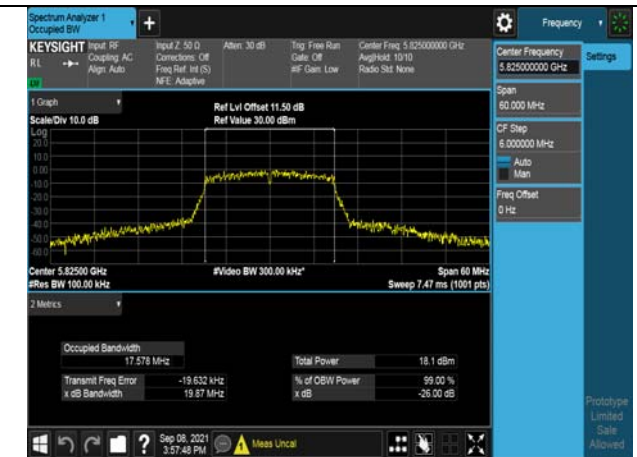 Spectrum Analyzer 1
Occupied BW
Frequency
KEYSIGHT
RL
Input: RF
Coupling: AC
Align: Auto
Input Z: 50 Ω
Corrections: Off
Freq Ref: Int (S)
NFE: Adaptive
Atten: 30 dB
Trig: Free Run
Gate: Off
#IF Gain: Low
Center Freq: 5.825000000 GHz
Avg|Hold: 10/10
Radio Std: None
1 Graph
Scale/Div 10.0 dB
Ref Lvl Offset 11.50 dB
Ref Value 30.00 dBm
Log
20.0
10.0
0.00
-10.0
-20.0
-30.0
-40.0
-50.0
-60.0
Center 5.82500 GHz
#Res BW 100.00 kHz
#Video BW 300.00 kHz*
Span 60 MHz
Sweep 7.47 ms (1001 pts)
2 Metrics
Occupied Bandwidth
17.578 MHz
Transmit Freq Error -19.632 kHz
x dB Bandwidth 19.87 MHz
Total Power 18.1 dBm
% of OBW Power 99.00 %
x dB -26.00 dB
Center Frequency
5.825000000 GHz
Settings
Span
60.000 MHz
CF Step
6.000000 MHz
Auto
Man
Freq Offset
0 Hz
Prototype
Limited
Sale
Allowed
?
Sep 08, 2021
3:57:48 PM
Meas Uncal